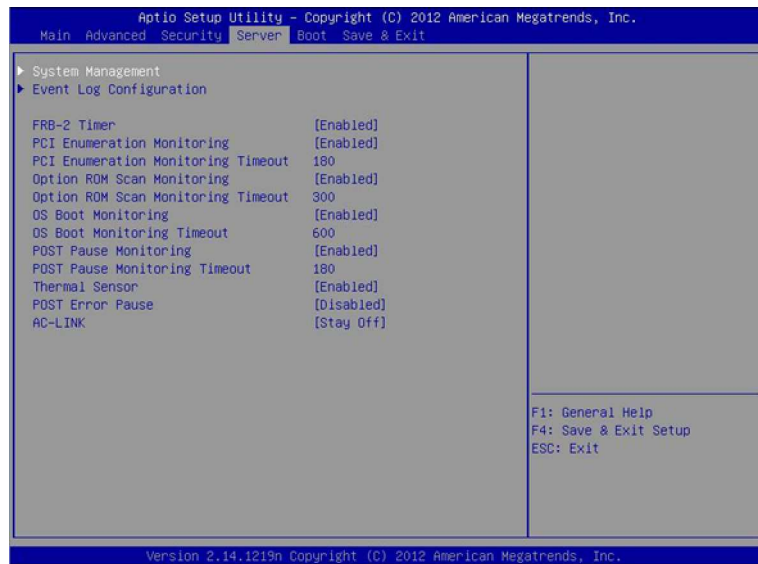 Aptio Setup Utility – Copyright (C) 2012 American Megatrends, Inc.
Main Advanced Security Server Boot Save & Exit
System Management
Event Log Configuration
FRB-2 Timer [Enabled]
PCI Enumeration Monitoring [Enabled]
PCI Enumeration Monitoring Timeout 180
Option ROM Scan Monitoring [Enabled]
Option ROM Scan Monitoring Timeout 300
OS Boot Monitoring [Enabled]
OS Boot Monitoring Timeout 600
POST Pause Monitoring [Enabled]
POST Pause Monitoring Timeout 180
Thermal Sensor [Enabled]
POST Error Pause [Disabled]
AC-LINK [Stay Off]
F1: General Help
F4: Save & Exit Setup
ESC: Exit
Version 2.14.1219n Copyright (C) 2012 American Megatrends, Inc.